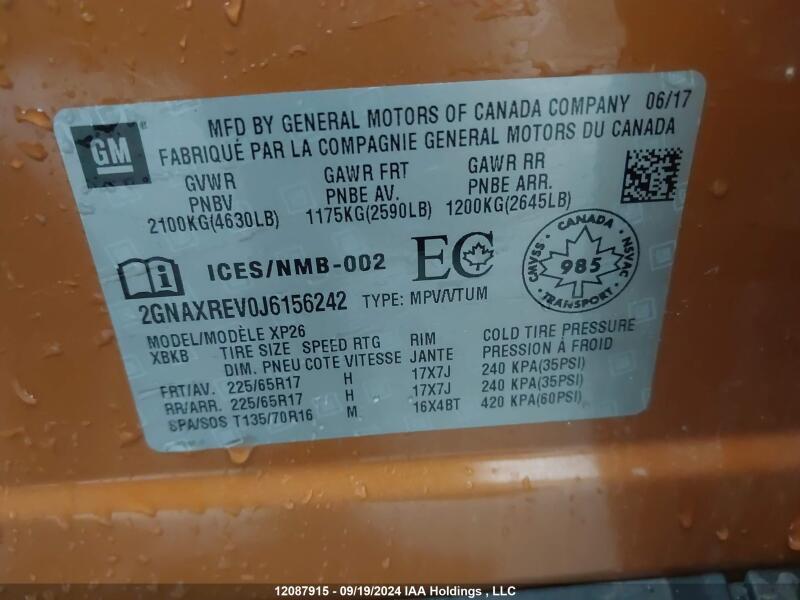 GM
MFD BY GENERAL MOTORS OF CANADA COMPANY 06/17
FABRIQUÉ PAR LA COMPAGNIE GENERAL MOTORS DU CANADA
GVWR GAWR FRT GAWR RR
PNBV PNBE AV. PNBE ARR.
2100KG(4630LB) 1175KG(2590LB) 1200KG(2645LB)
ICES/NMB-002 EC
CANADA
CMVSS 985 NSVAC
TRANSPORT
2GNAXREV0J6156242 TYPE: MPV/VTUM
MODEL/MODÈLE XP26
XBKB TIRE SIZE SPEED RTG RIM COLD TIRE PRESSURE
DIM. PNEU COTE VITESSE JANTE PRESSION À FROID
FRT/AV. 225/65R17 H 17X7J 240 KPA(35PSI)
RR/ARR. 225/65R17 H 17X7J 240 KPA(35PSI)
SPA/SOS T135/70R16 M 16X4BT 420 KPA(60PSI)
12087915 - 09/19/2024 IAA Holdings , LLC